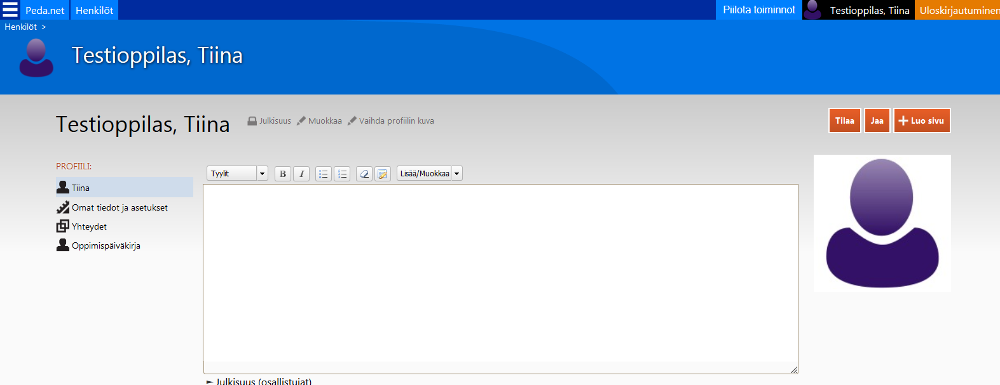 Peda.net Henkilöt Piilota toiminnot Testioppilas, Tiina Uloskirjautuminen
Henkilöt >
Testioppilas, Tiina
Testioppilas, Tiina Julkisuus Muokkaa Vaihda profiilin kuva Tilaa Jaa Luo sivu
PROFIILI:
Tiina
Omat tiedot ja asetukset
Yhteydet
Oppimispäiväkirja
Tyylit B I Lisää/Muokkaa
► Julkisuus (osallistujat)